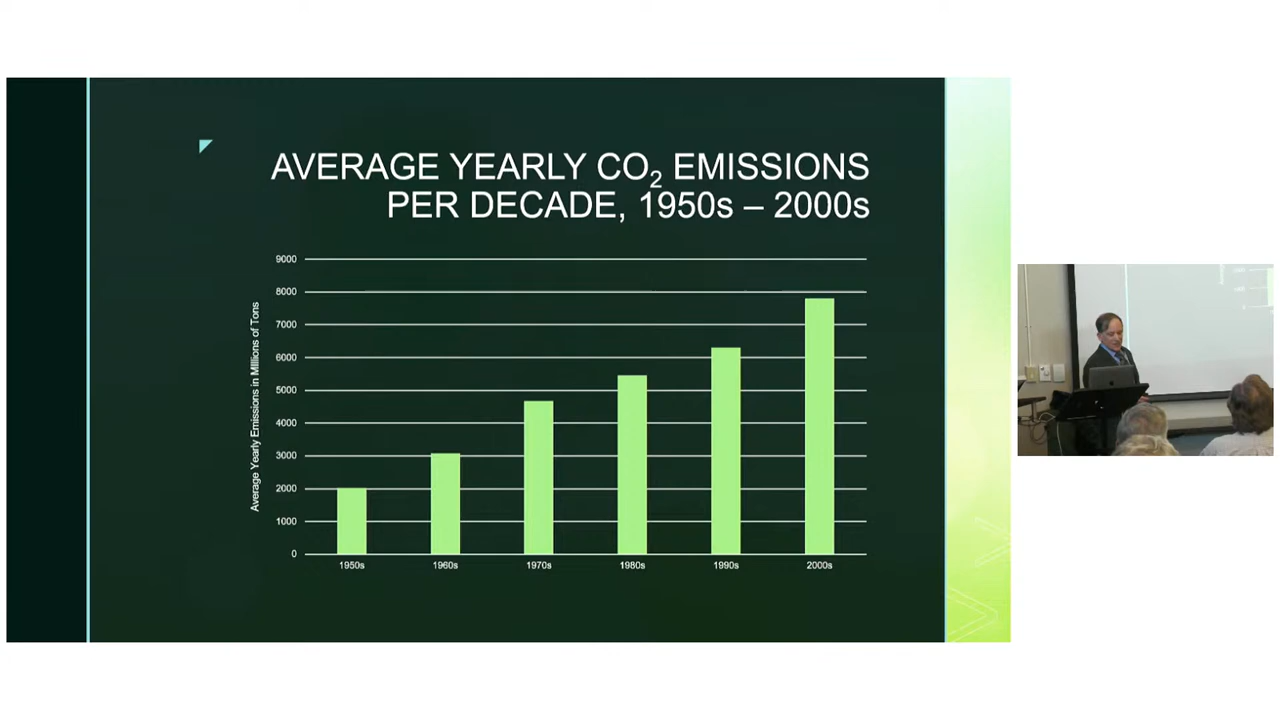 AVERAGE YEARLY CO₂ EMISSIONS
PER DECADE, 1950s – 2000s
Average Yearly Emissions in Millions of Tons
9000
8000
7000
6000
5000
4000
3000
2000
1000
0
1950s 1960s 1970s 1980s 1990s 2000s